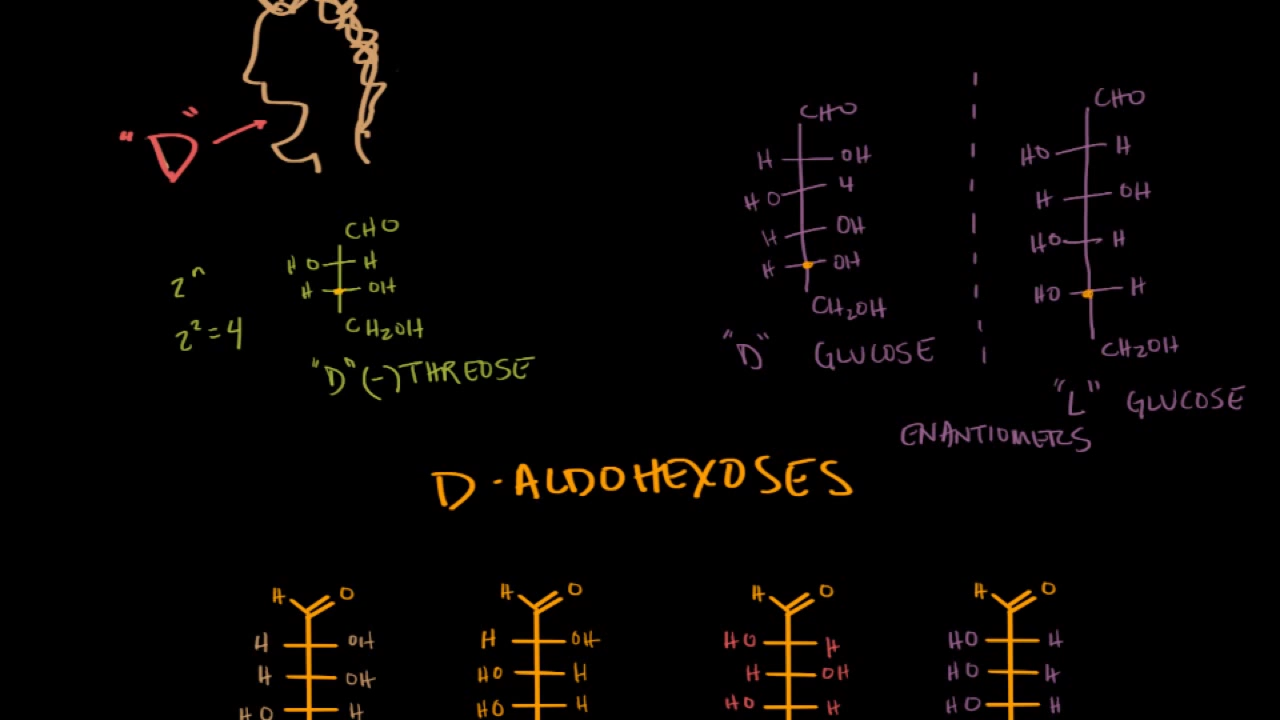 "D"
CHO
HO H
H OH
CH2OH
2^n
2^2=4
"D" (-) THREOSE
CHO
H OH
HO H
H OH
H OH
CH2OH
"D" GLUCOSE
CHO
HO H
H OH
HO H
HO H
CH2OH
"L" GLUCOSE
ENANTIOMERS
D-ALDOHEXOSES
H O
H OH
H OH
HO H
H O
H OH
HO H
HO H
H O
HO H
H OH
HO H
H O
HO H
HO H
HO H